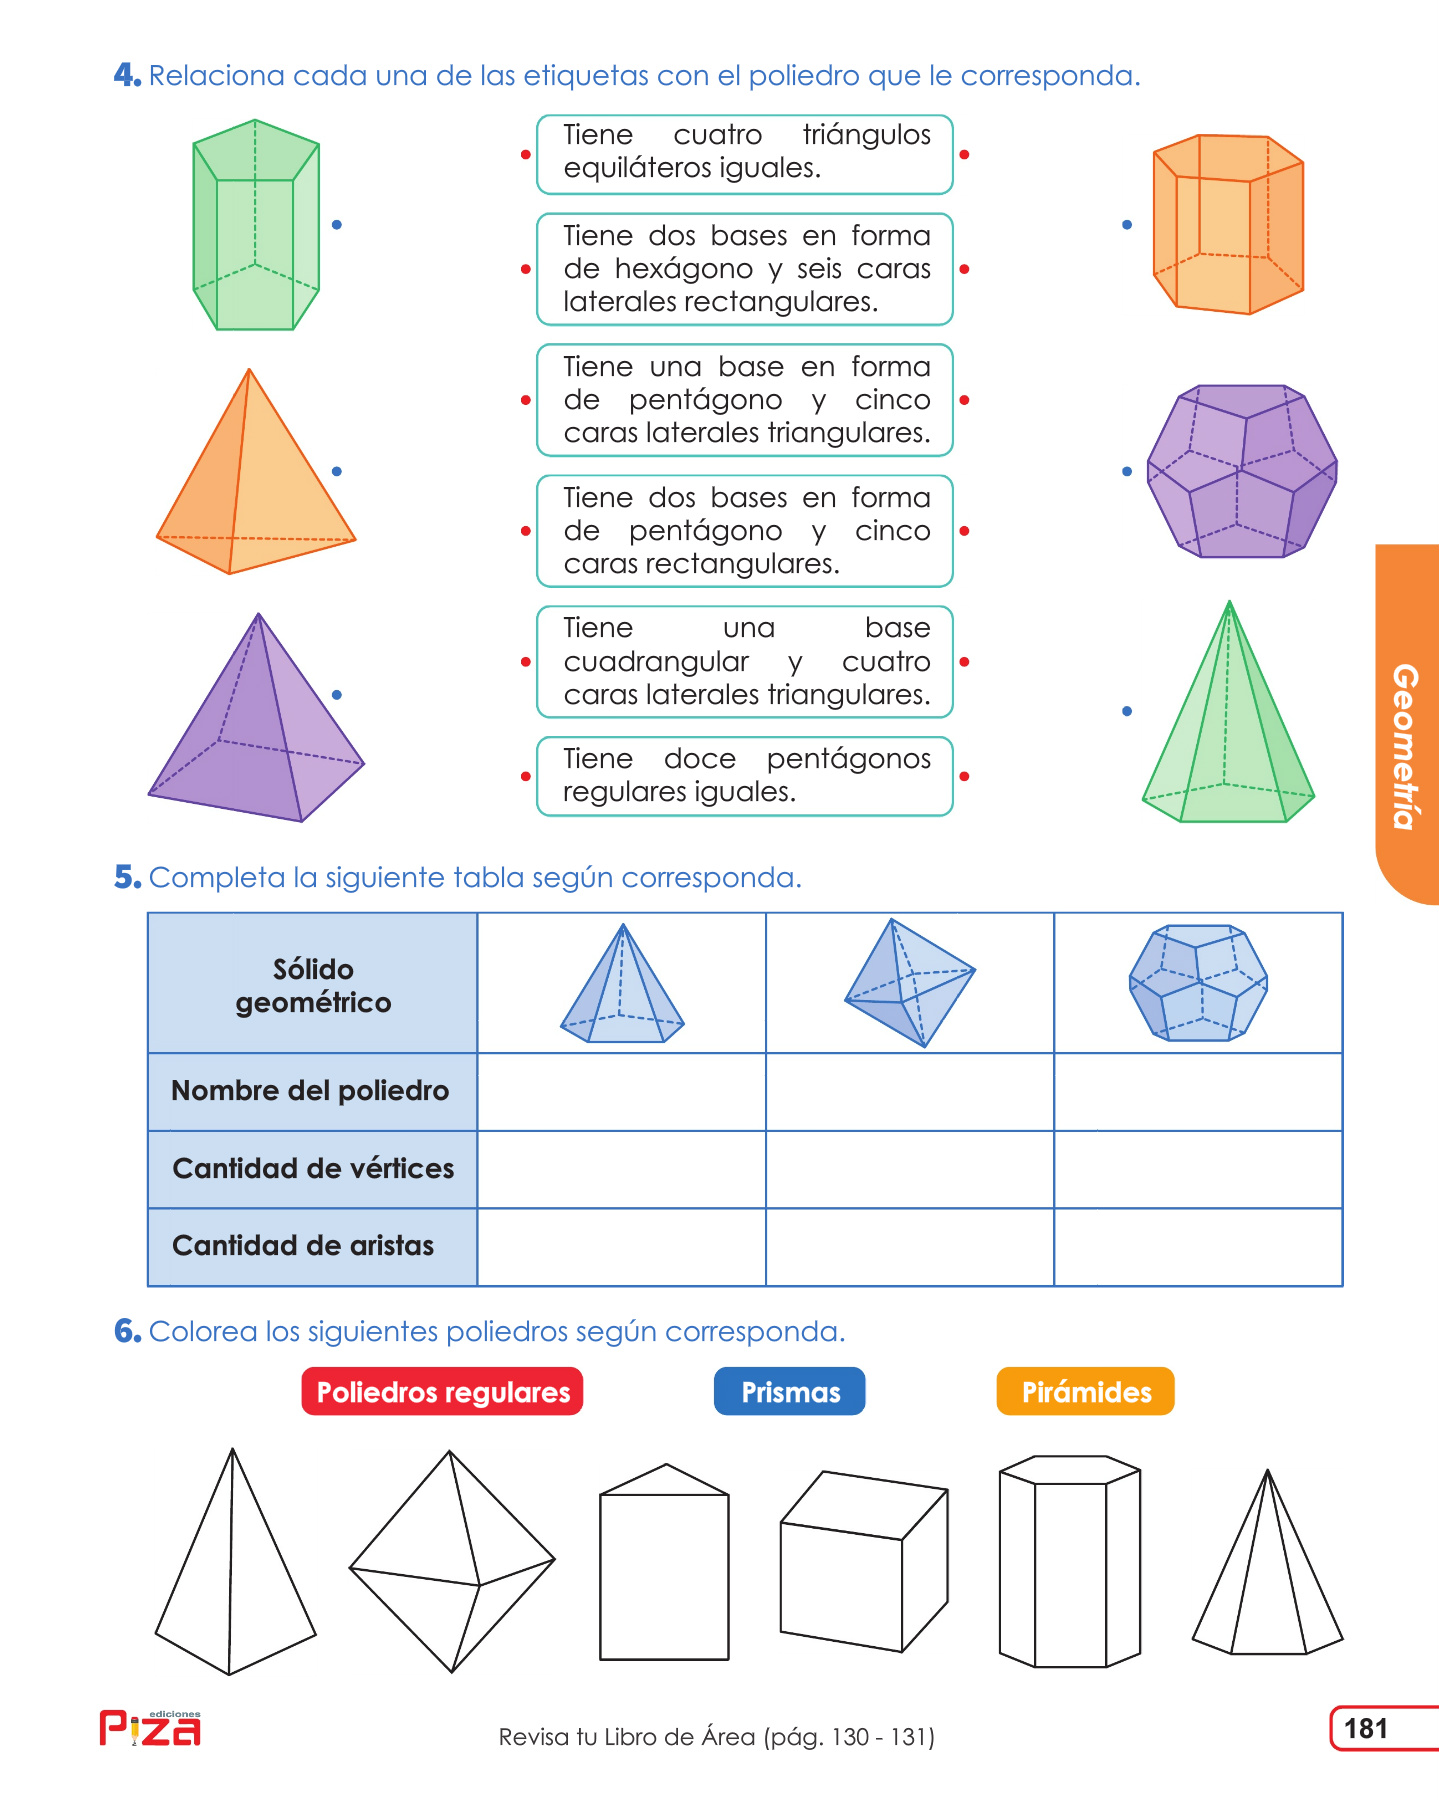 4. Relaciona cada una de las etiquetas con el poliedro que le corresponda.
Tiene cuatro triángulos
equiláteros iguales.
Tiene dos bases en forma
de hexágono y seis caras
laterales rectangulares.
Tiene una base en forma
de pentágono y cinco
caras laterales triangulares.
Tiene dos bases en forma
de pentágono y cinco
caras rectangulares.
Tiene una base
cuadrangular y cuatro
caras laterales triangulares.
Tiene doce pentágonos
regulares iguales.
Geometría
5. Completa la siguiente tabla según corresponda.
Sólido
geométrico
Nombre del poliedro
Cantidad de vértices
Cantidad de aristas
6. Colorea los siguientes poliedros según corresponda.
Poliedros regulares
Prismas
Pirámides
ediciones
Piza
Revisa tu Libro de Área (pág. 130 - 131)
181